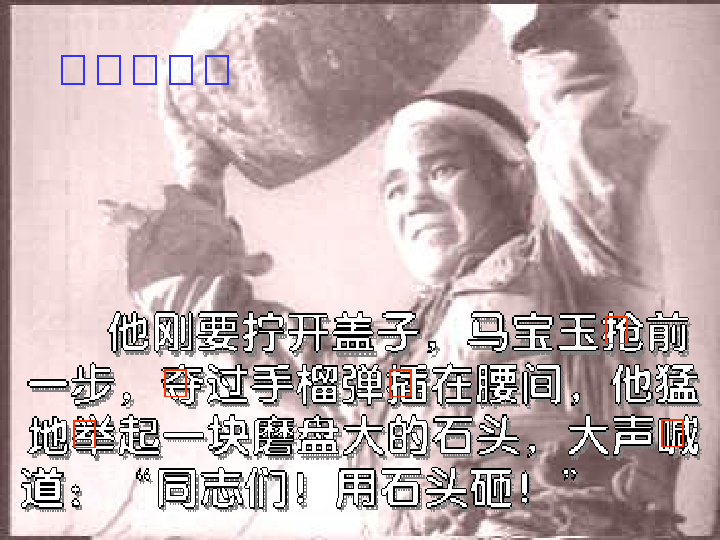 他刚要拧开盖子，马宝玉抢前
一步，夺过手榴弹插在腰间，他猛
地举起一块磨盘大的石头，大声喊
道：“同志们！用石头砸！”